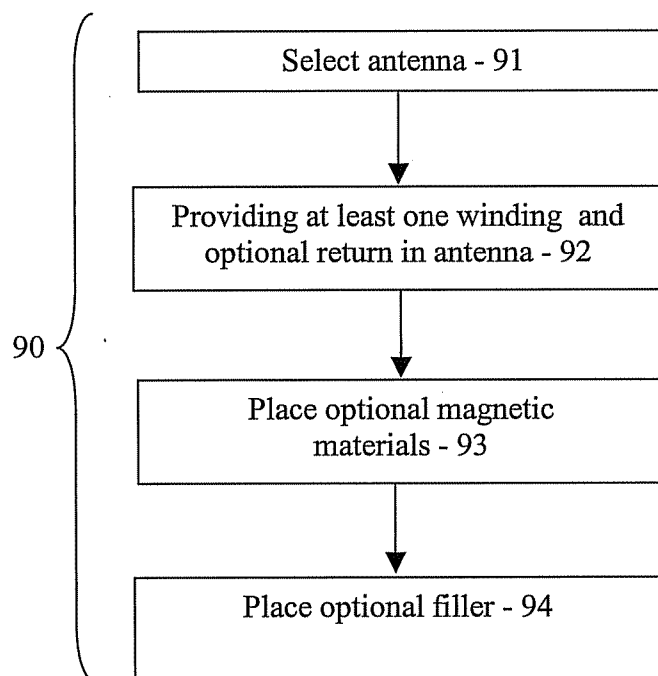 Select antenna - 91
Providing at least one winding and
optional return in antenna - 92
90
Place optional magnetic
materials - 93
Place optional filler - 94